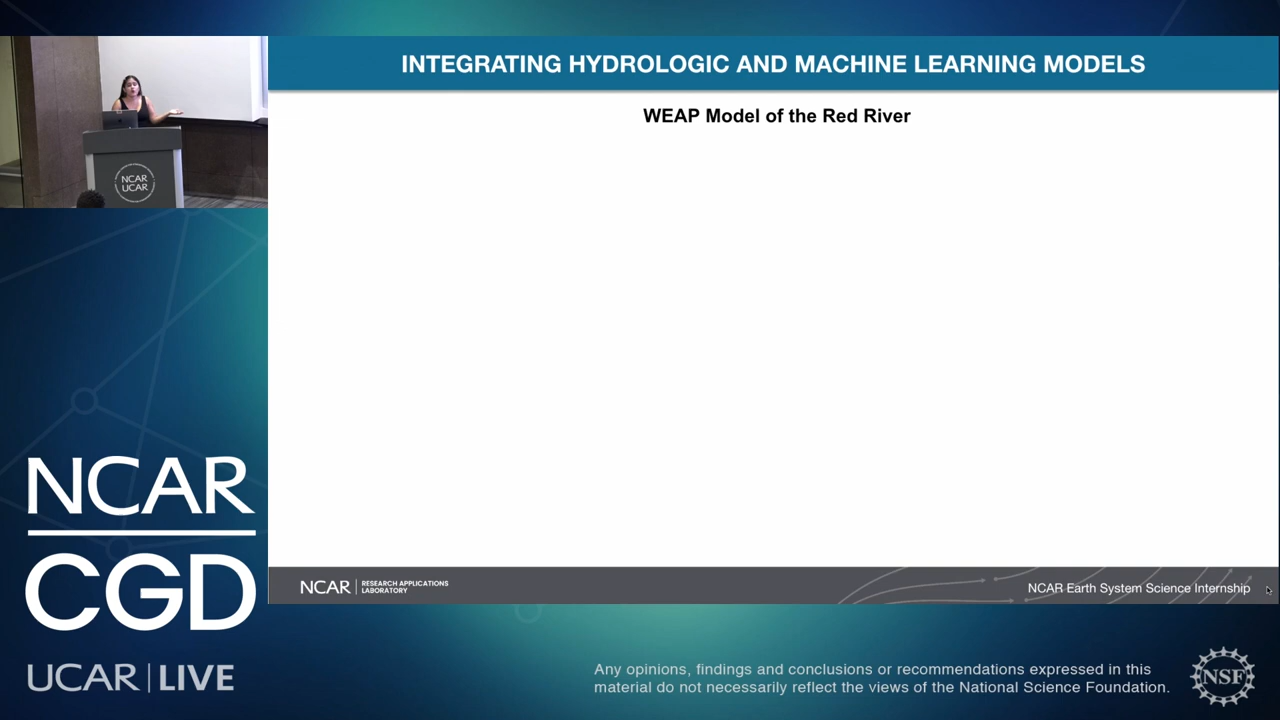 INTEGRATING HYDROLOGIC AND MACHINE LEARNING MODELS
WEAP Model of the Red River
NCAR
UCAR
NCAR
CGD
UCAR | LIVE
NCAR | RESEARCH APPLICATIONS
LABORATORY
NCAR Earth System Science Internship
Any opinions, findings and conclusions or recommendations expressed in this
material do not necessarily reflect the views of the National Science Foundation.
NSF